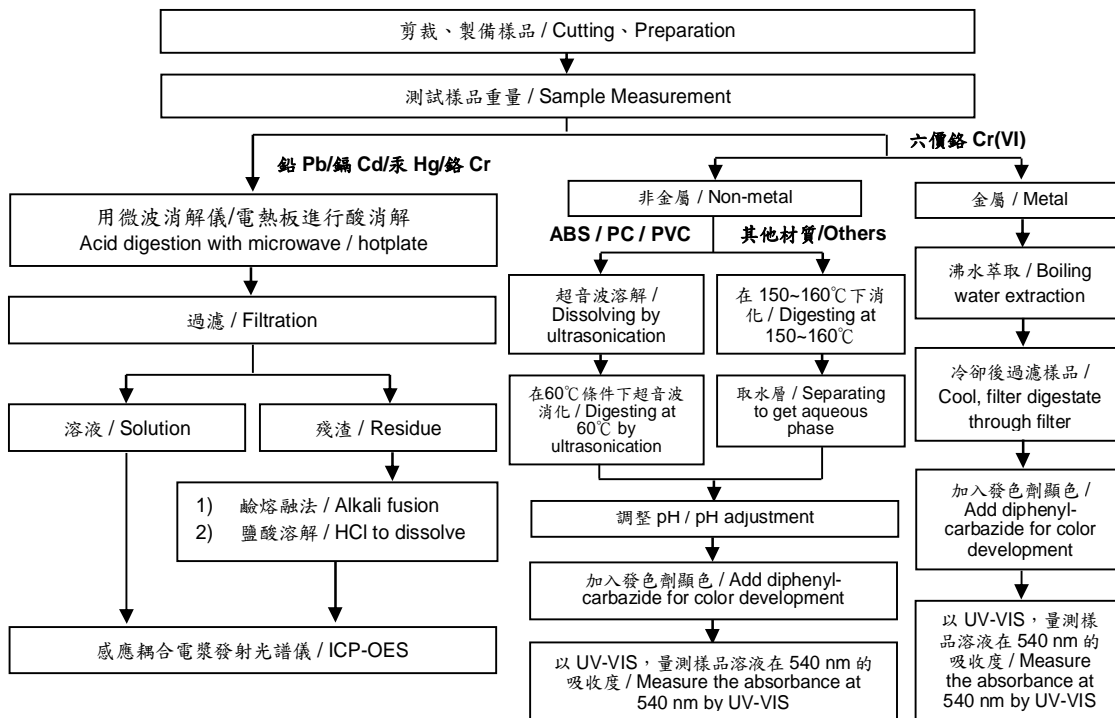 剪裁、製備樣品 / Cutting、Preparation
測試樣品重量 / Sample Measurement
鉛 Pb/鎘 Cd/汞 Hg/鉻 Cr
用微波消解儀/電熱板進行酸消解
Acid digestion with microwave / hotplate
過濾 / Filtration
溶液 / Solution
殘渣 / Residue
1) 鹼熔融法 / Alkali fusion
2) 鹽酸溶解 / HCl to dissolve
感應耦合電漿發射光譜儀 / ICP-OES
六價鉻 Cr(VI)
非金屬 / Non-metal
ABS / PC / PVC
超音波溶解 /
Dissolving by
ultrasonication
在60℃條件下超音波
消化 / Digesting at
60℃ by
ultrasonication
其他材質/Others
在 150~160℃下消
化 / Digesting at
150~160℃
取水層 / Separating
to get aqueous
phase
調整 pH / pH adjustment
加入發色劑顯色 / Add diphenyl-
carbazide for color development
以 UV-VIS，量測樣品溶液在 540 nm 的
吸收度 / Measure the absorbance at
540 nm by UV-VIS
金屬 / Metal
沸水萃取 / Boiling
water extraction
冷卻後過濾樣品 /
Cool, filter digestate
through filter
加入發色劑顯色 /
Add diphenyl-
carbazide for color
development
以 UV-VIS，量測樣
品溶液在 540 nm 的
吸收度 / Measure
the absorbance at
540 nm by UV-VIS